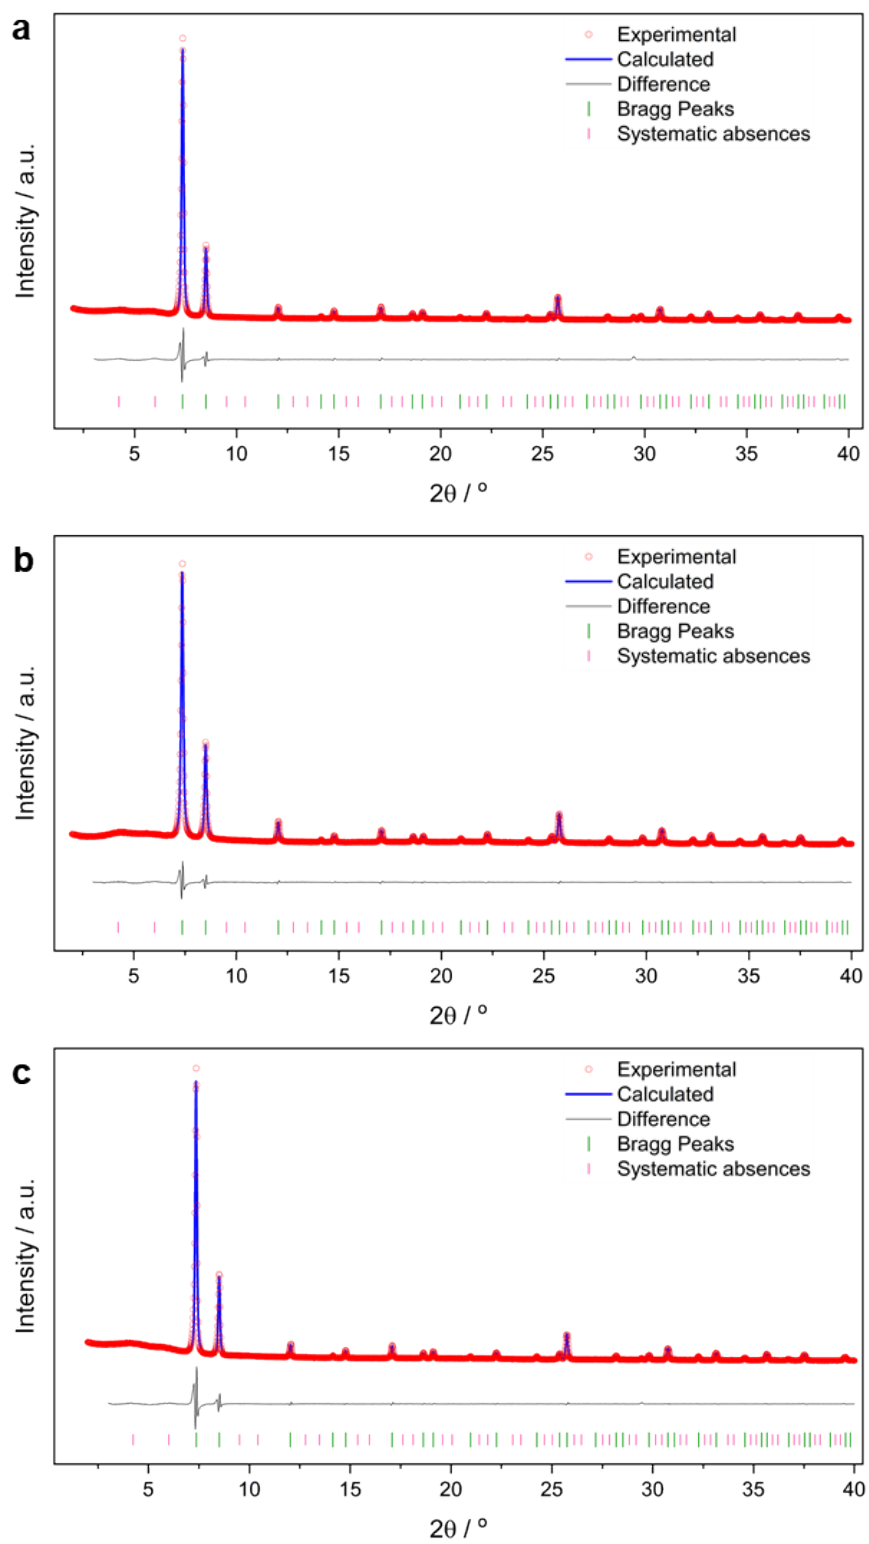 a
Experimental
Calculated
Difference
Bragg Peaks
Systematic absences
Intensity / a.u.
5 10 15 20 25 30 35 40
2θ / º
b
Experimental
Calculated
Difference
Bragg Peaks
Systematic absences
Intensity / a.u.
5 10 15 20 25 30 35 40
2θ / º
c
Experimental
Calculated
Difference
Bragg Peaks
Systematic absences
Intensity / a.u.
5 10 15 20 25 30 35 40
2θ / º